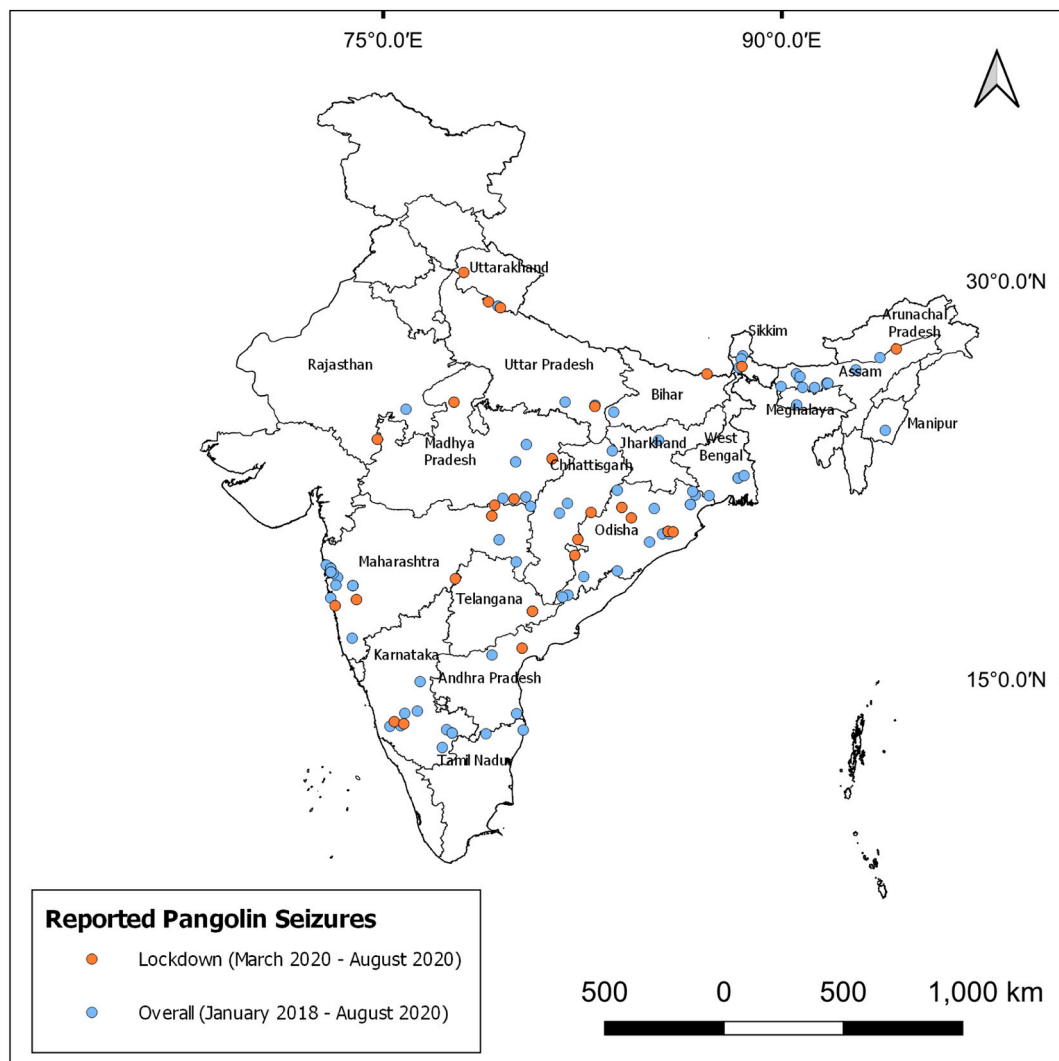 75°0.0′E
90°0.0′E
Uttarakhand
30°0.0′N
Arunachal
Pradesh
Sikkim
Rajasthan
Uttar Pradesh
Assam
Bihar
Meghalaya
Manipur
Madhya
Pradesh
Jharkhand
West
Bengal
Chhattisgarh
Odisha
Maharashtra
Telangana
Karnataka
Andhra Pradesh
15°0.0′N
Tamil Nadu
Reported Pangolin Seizures
Lockdown (March 2020 - August 2020)
Overall (January 2018 - August 2020)
500 0 500 1,000 km